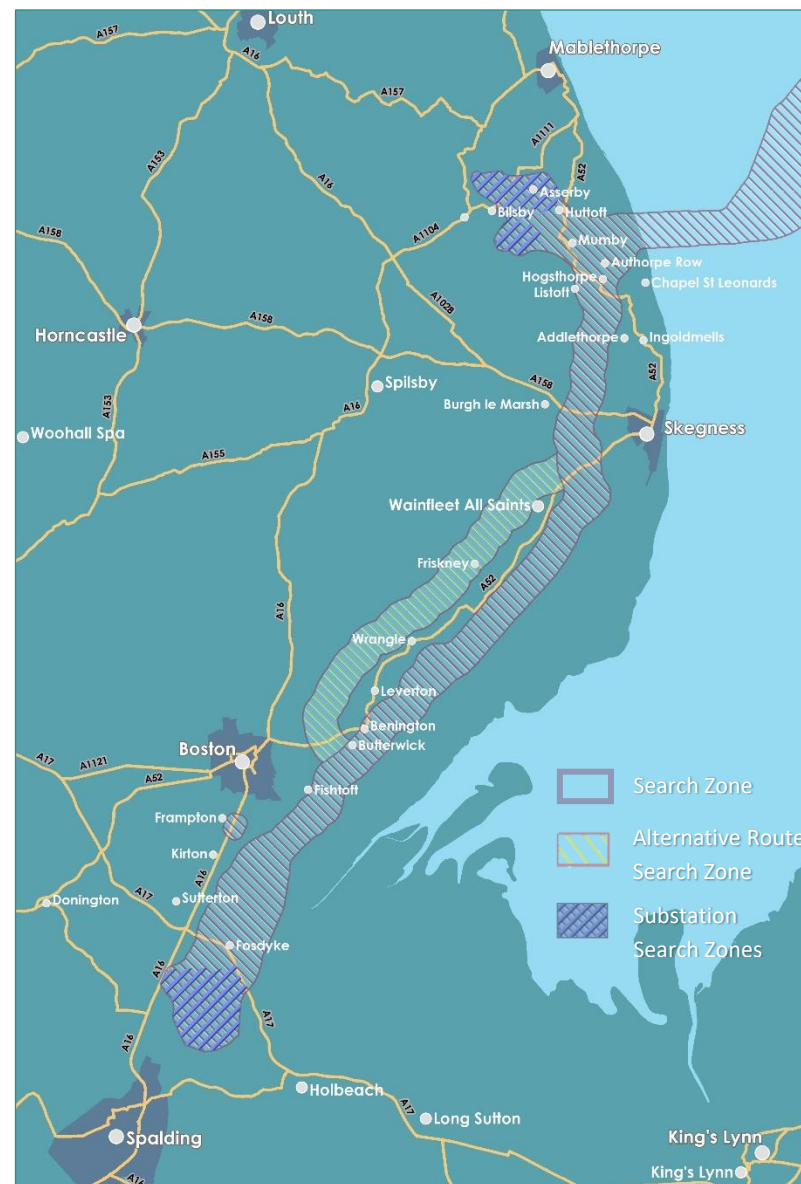 Louth
A157
A16
Mablethorpe
A157
A1111
A153
A52
A16
Asserby
Bilsby
Huttoft
A1104
A158
Mumby
Authorpe Row
Hogsthorpe
Chapel St Leonards
Listoft
A1028
Horncastle
A158
Addlethorpe
Ingoldmells
A52
Spilsby
A158
A153
A16
Burgh le Marsh
Skegness
Woohall Spa
A155
Wainfleet All Saints
Friskney
A52
A16
Wrangle
Leverton
Benington
Boston
Butterwick
A17
A1121
A52
Fishtoft
Search Zone
Frampton
Alternative Route
Search Zone
Kirton
A16
A17
Donington
Sutterton
Substation
Search Zones
Fosdyke
A16
A17
A16
Holbeach
A17
Long Sutton
Spalding
King's Lynn
King's Lynn
A16